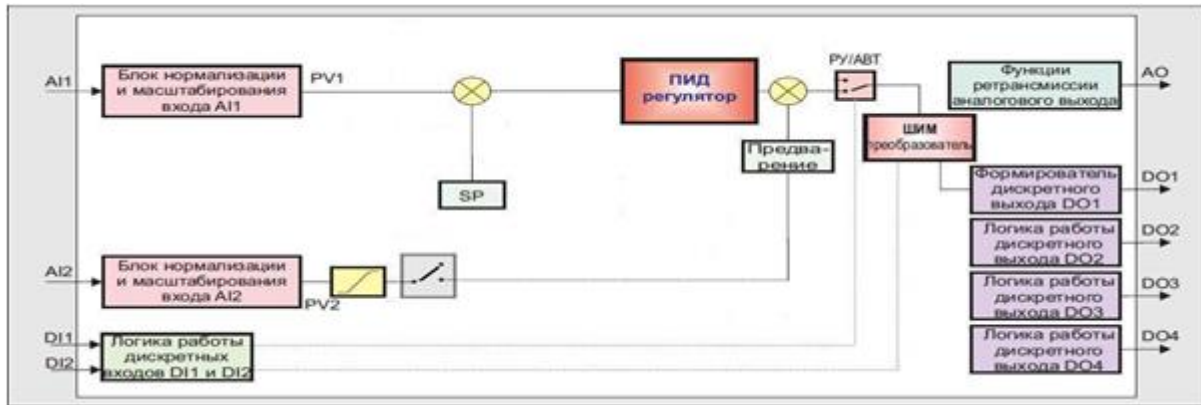 AI1
Блок нормализации
и масштабирования
входа AI1
PV1
ПИД
регулятор
РУ//АВТ
Функции
ретрансмиссии
аналогового выхода
AO
ШИМ
преобразователь
Предва-
рение
SP
Формирователь
дискретного
выхода DO1
DO1
Логика работы
дискретного
выхода DO2
DO2
AI2
Блок нормализации
и масштабирования
входа AI2
PV2
Логика работы
дискретного
выхода DO3
DO3
DI1
DI2
Логика работы
дискретных
входов DI1 и DI2
Логика работы
дискретного
выхода DO4
DO4